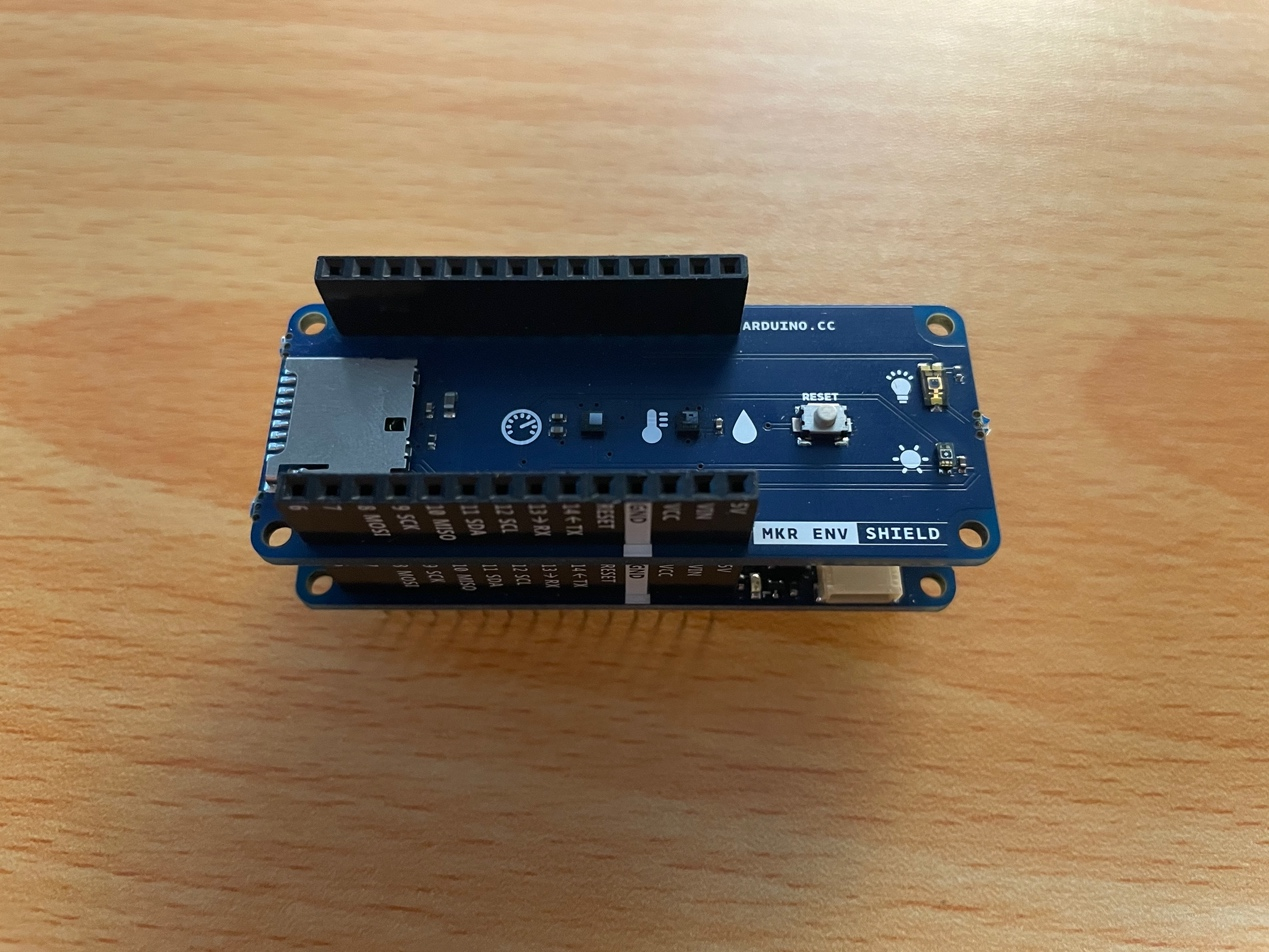 ARDUINO.CC
RESET
6
7
8 MOSI
9 SCK
10 MISO
11 SDA
12 SCL
13→RX
14←TX
RESET
GND
VCC
VIN
5V
MKR ENV SHIELD
8 MOSI
9 SCK
10 MISO
11 SDA
12 SCL
13→RX
14←TX
RESET
GND
VCC
VIN
5V